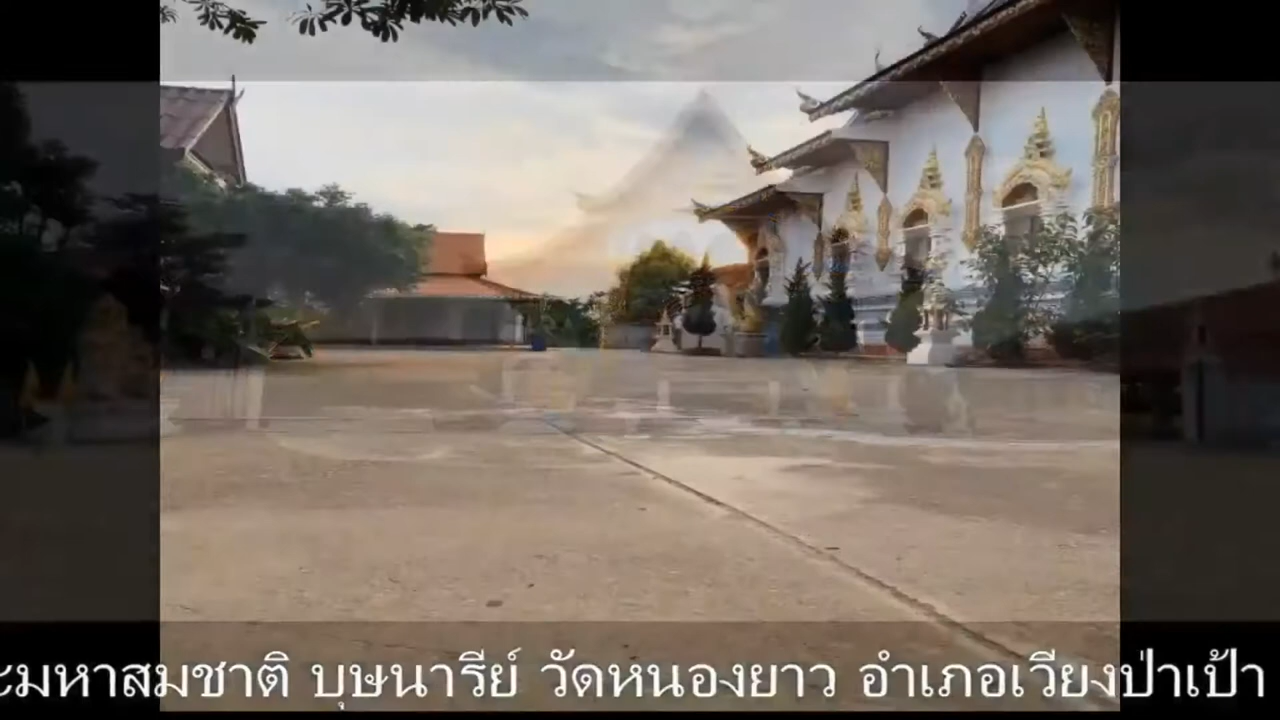 ะมหาสมชาติ บุษนารีย์ วัดหนองยาว อำเภอเวียงป่าเป้า